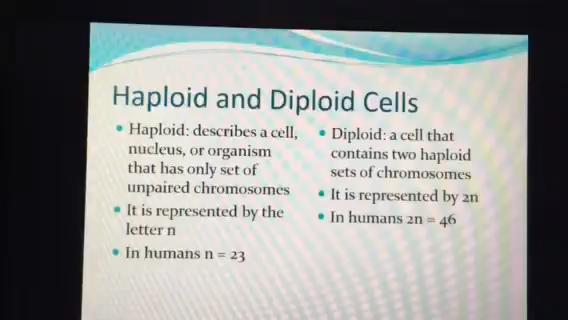 Haploid and Diploid Cells
• Haploid: describes a cell,
nucleus, or organism
that has only set of
unpaired chromosomes
• It is represented by the
letter n
• In humans n = 23
• Diploid: a cell that
contains two haploid
sets of chromosomes
• It is represented by 2n
• In humans 2n = 46